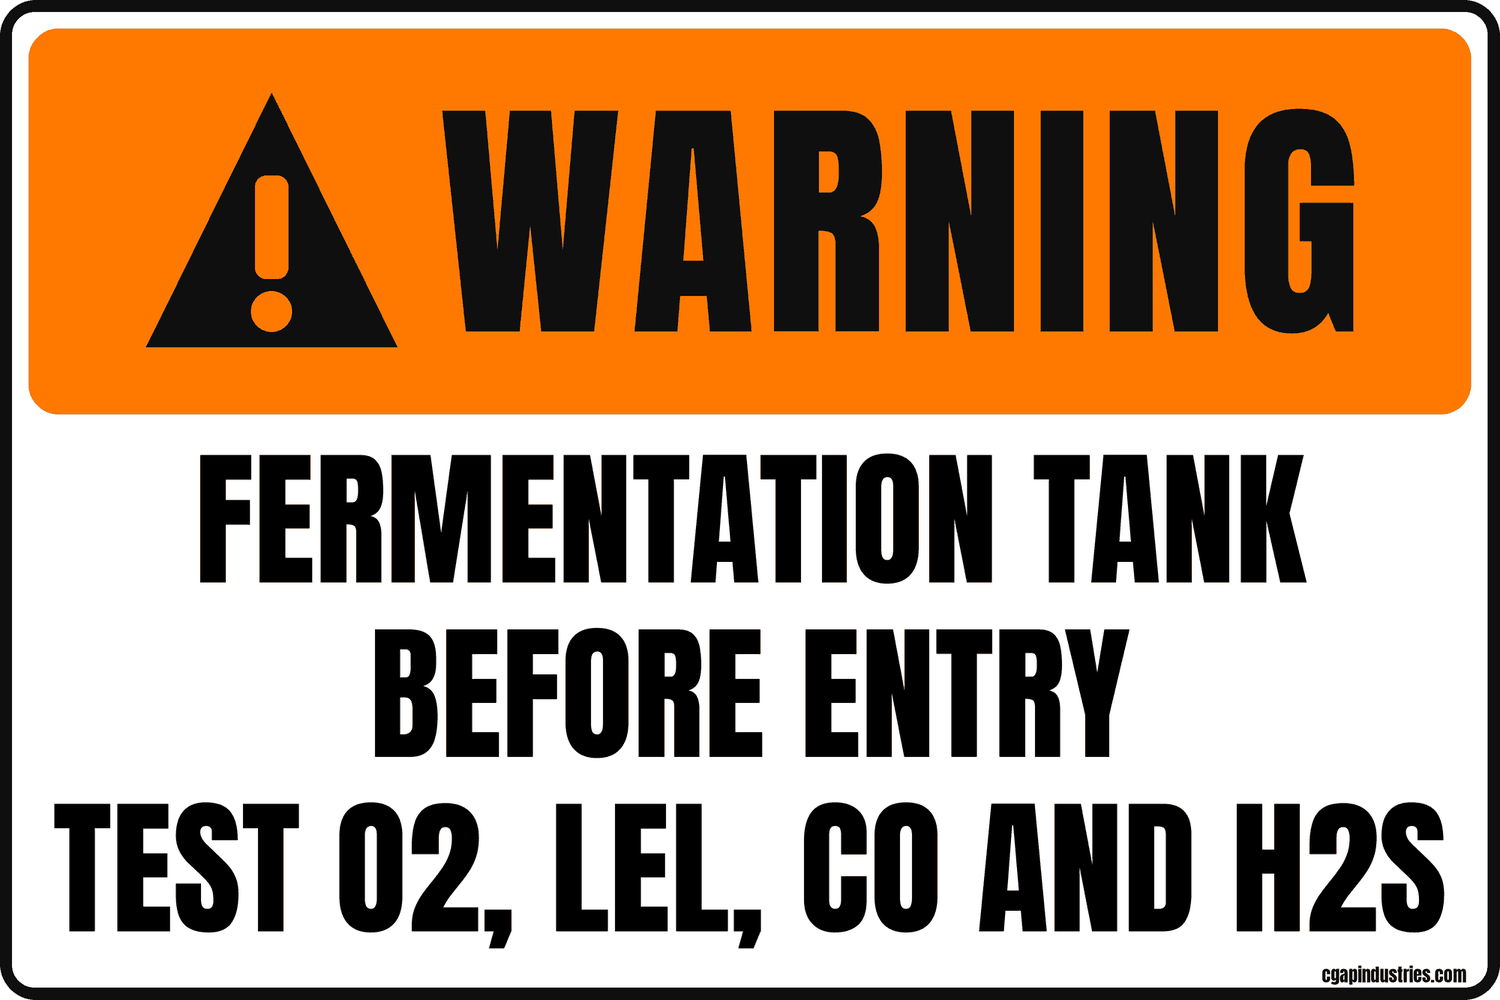 WARNING
FERMENTATION TANK
BEFORE ENTRY
TEST O2, LEL, CO AND H2S
cgapindustries.com